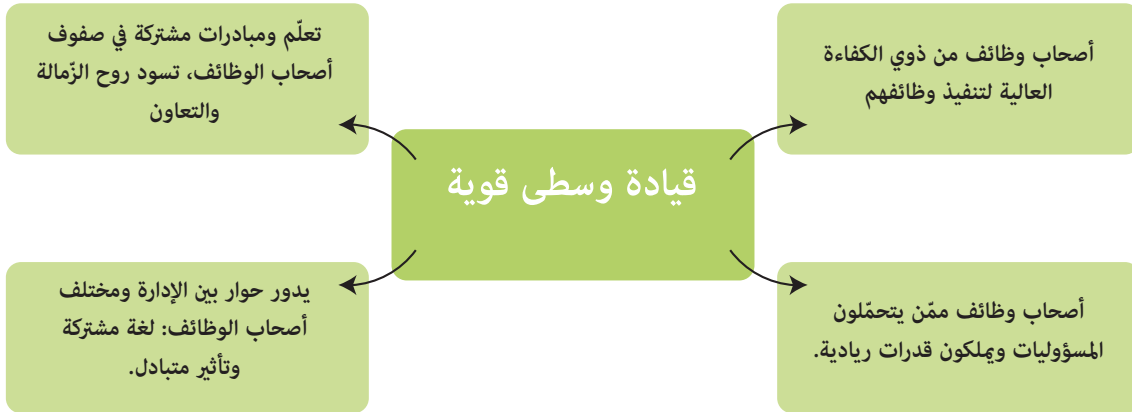 أصحاب وظائف من ذوي الكفاءة
العالية لتنفيذ وظائفهم
تعلّم ومبادرات مشتركة في صفوف
أصحاب الوظائف، تسود روح الزّمالة
والتعاون
قيادة وسطى قوية
أصحاب وظائف ممّن يتحمّلون
المسؤوليات ويملكون قدرات ريادية.
يدور حوار بين الإدارة ومختلف
أصحاب الوظائف: لغة مشتركة
وتأثير متبادل.